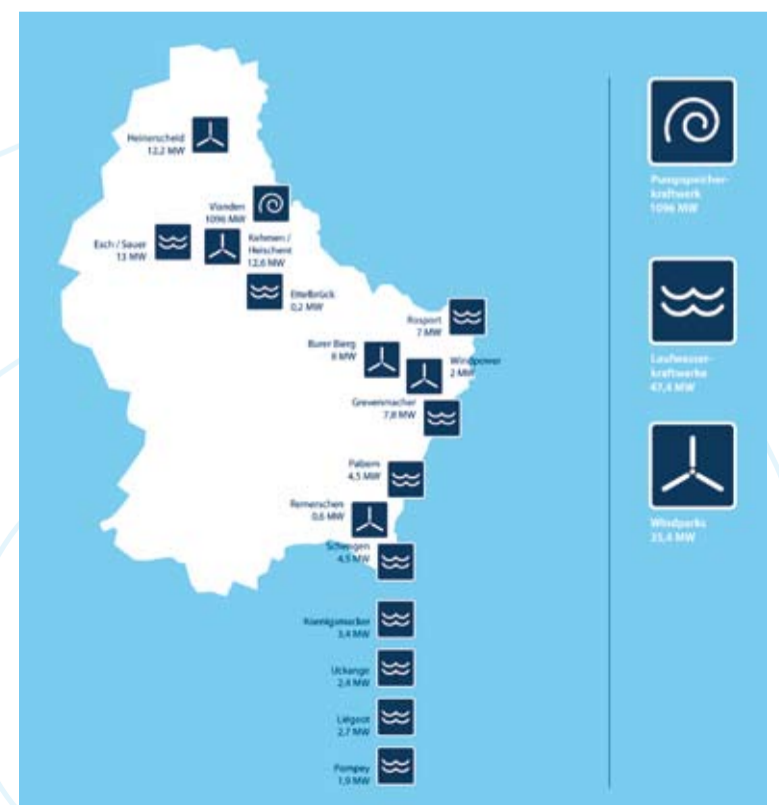 Heinerscheid
12,2 MW
Vianden
1096 MW
Esch / Sauer
13 MW
Kehmen /
Heischent
12,6 MW
Ettelbrück
0,2 MW
Rosport
7 MW
Burer Bierg
8 MW
Windpower
2 MW
Grevenmacher
7,8 MW
Palzem
4,5 MW
Remerschen
0,6 MW
Schengen
4,5 MW
Koenigsmacker
3,4 MW
Uckange
2,4 MW
Liégeot
2,7 MW
Pompey
1,9 MW
Pumpspeicher-
kraftwerk
1096 MW
Laufwasser-
kraftwerke
47,4 MW
Windparks
35,4 MW